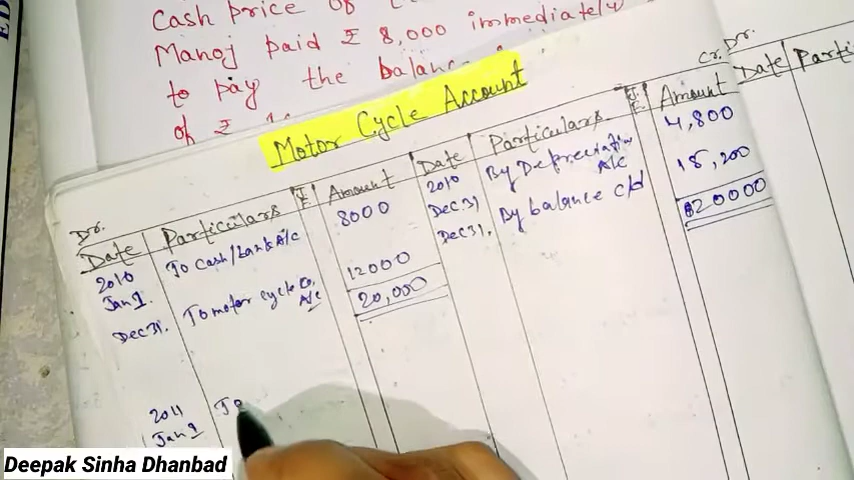 ED
Cash price of
Manoj paid ₹ 8,000 immediately
to pay the balance
of ₹
Motor Cycle Account
Dr. Cr.
Date Particulars J.F. Amount Date Particulars J.F. Amount
2010 To Cash/Bank A/c 8000 2010 By Depreciation A/c 4,800
Jan 1. Dec 31
Dec 31. To motor cycle Co. A/c 12000 Dec 31. By balance c/d 15,200
20,000 20000
2011
Jan 1 To
Dr.
Date Parti
Deepak Sinha Dhanbad